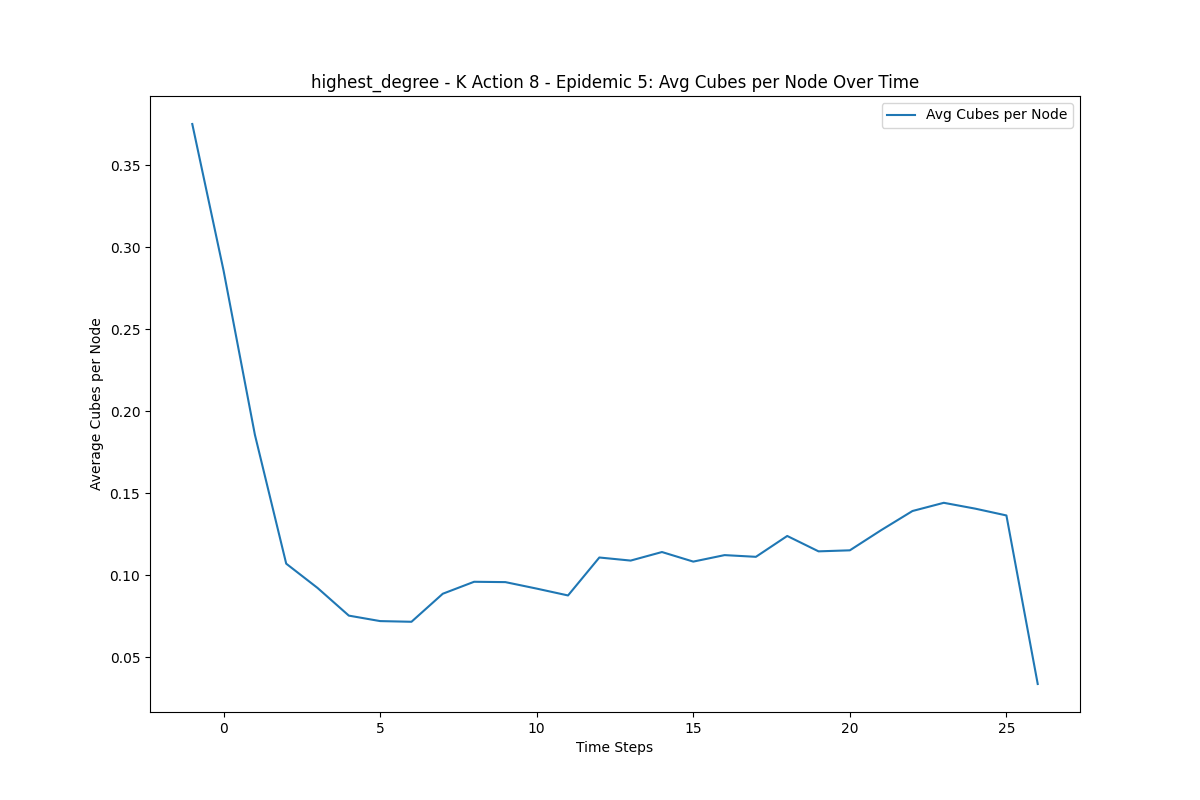 highest_degree - K Action 8 - Epidemic 5: Avg Cubes per Node Over Time
Avg Cubes per Node
Average Cubes per Node
0.35
0.30
0.25
0.20
0.15
0.10
0.05
0 5 10 15 20 25
Time Steps